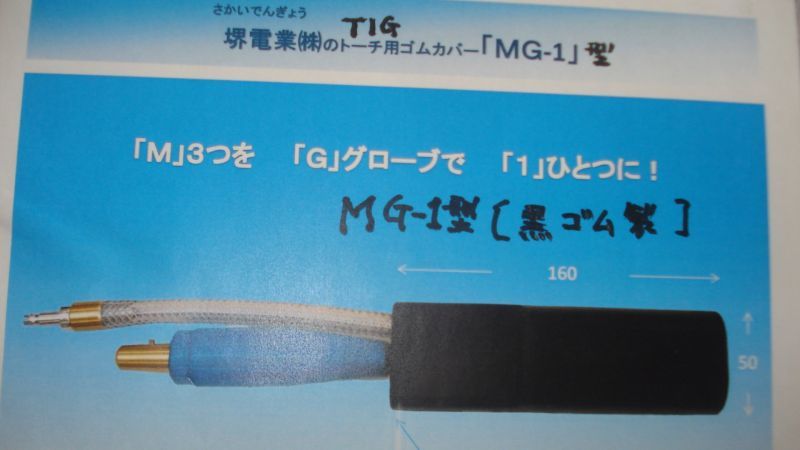 さかいでんぎょう
TIG
堺電業㈱のトーチ用ゴムカバー「MG-1」型
「M」3つを 「G」グローブで 「1」ひとつに!
MG-1型[黒ゴム製]
160
50